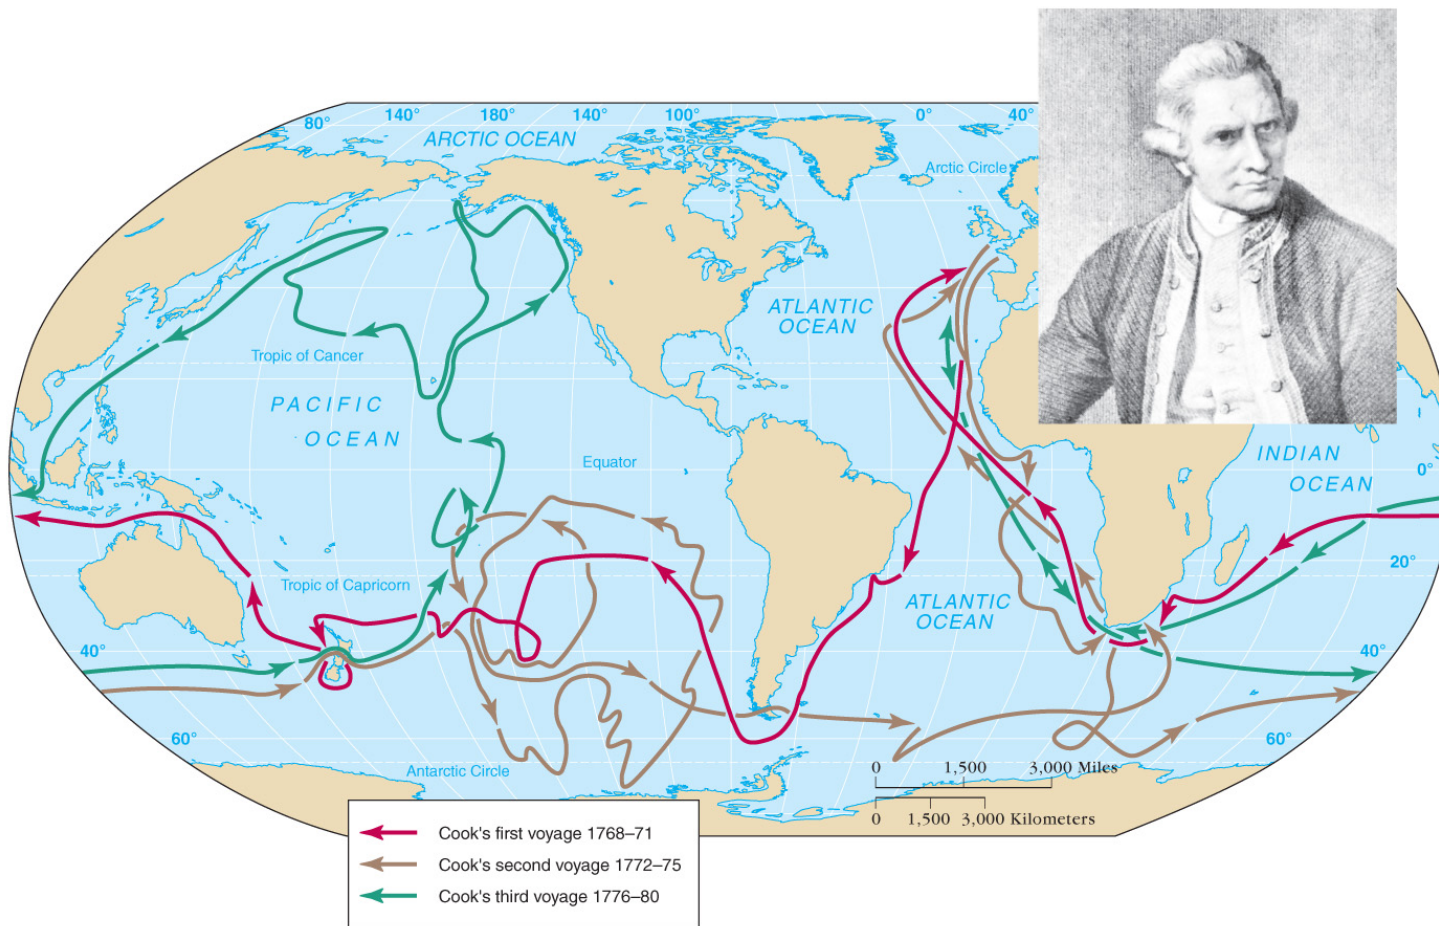 80°
140°
180°
140°
100°
0°
40°
ARCTIC OCEAN
Arctic Circle
ATLANTIC
OCEAN
Tropic of Cancer
PACIFIC
OCEAN
Equator
INDIAN
OCEAN
0°
Tropic of Capricorn
20°
ATLANTIC
OCEAN
40°
40°
60°
60°
Antarctic Circle
0 1,500 3,000 Miles
0 1,500 3,000 Kilometers
Cook's first voyage 1768–71
Cook's second voyage 1772–75
Cook's third voyage 1776–80